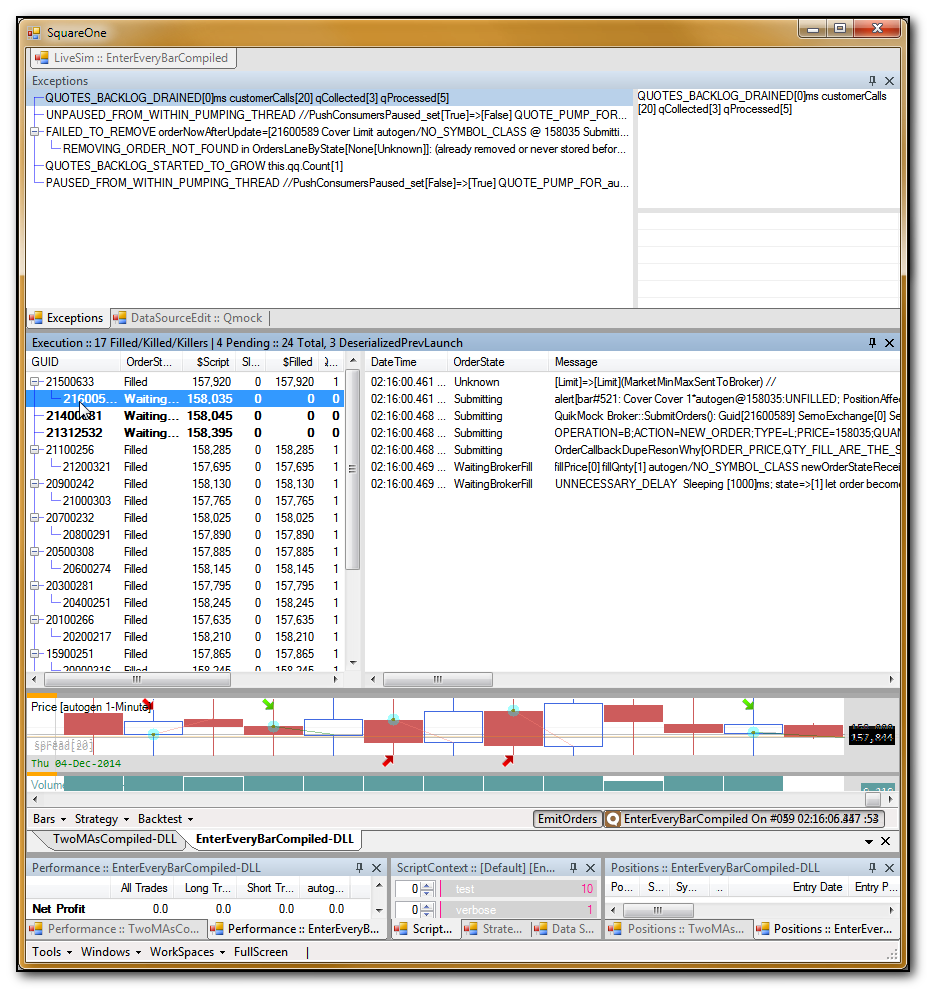 SquareOne
LiveSim :: EnterEveryBarCompiled
Exceptions
QUOTES_BACKLOG_DRAINED[0]ms customerCalls[20] qCollected[3] qProcessed[5]
UNPAUSED_FROM_WITHIN_PUMPING_THREAD //PushConsumersPaused_set[True]=>[False] QUOTE_PUMP_FOR...
FAILED_TO_REMOVE orderNowAfterUpdate=[21600589 Cover Limit autogen/NO_SYMBOL_CLASS @ 158035 Submitti...
REMOVING_ORDER_NOT_FOUND in OrdersLaneByState[None[Unknown]]: (already removed or never stored befor...
QUOTES_BACKLOG_STARTED_TO_GROW this.qq.Count[1]
PAUSED_FROM_WITHIN_PUMPING_THREAD //PushConsumersPaused_set[False]=>[True] QUOTE_PUMP_FOR_au...
QUOTES_BACKLOG_DRAINED[0]ms customerCalls
[20] qCollected[3] qProcessed[5]
Exceptions DataSourceEdit :: Qmock
Execution :: 17 Filled/Killed/Killers | 4 Pending :: 24 Total, 3 DeserializedPrevLaunch
GUID OrderSt... $Script Sl... $Filled
21500633 Filled 157,920 0 157,920 1
216005... Waiting... 158,035 0 0 0
Waiting... 158,045 0 0 0
21312532 Waiting... 158,395 0 0 0
21100256 Filled 158,285 0 158,285 1
21200321 Filled 157,695 0 157,695 1
20900242 Filled 158,130 0 158,130 1
21000303 Filled 157,765 0 157,765 1
20700232 Filled 158,025 0 158,025 1
20800291 Filled 157,890 0 157,890 1
20500308 Filled 157,885 0 157,885 1
20600274 Filled 158,145 0 158,145 1
20300281 Filled 157,795 0 157,795 1
20400251 Filled 158,245 0 158,245 1
20100266 Filled 157,635 0 157,635 1
20200217 Filled 158,210 0 158,210 1
15900251 Filled 157,865 0 157,865 1
20000316 Filled 158,245 0 158,245 1
DateTime OrderState Message
02:16:00.461 ... Unknown [Limit]=>[Limit](MarketMinMaxSentToBroker) //
02:16:00.461 ... Submitting alert[bar#521: Cover Cover 1*autogen@158035:UNFILLED; PositionAffec
02:16:00.468 ... Submitting QuikMock Broker::SubmitOrders(): Guid[21600589] SernoExchange[0] Se
02:16:00.468 ... Submitting OPERATION=B;ACTION=NEW_ORDER;TYPE=L;PRICE=158035;QUAN
02:16:00.468 ... Submitting OrderCallbackDupeResonWhy[ORDER_PRICE,QTY_FILL_ARE_THE_S
02:16:00.469 ... WaitingBrokerFill fillPrice[0] fillQnty[1] autogen/NO_SYMBOL_CLASS newOrderStateRecei
02:16:00.469 ... WaitingBrokerFill UNNECESSARY_DELAY Sleeping [1000]ms; state=>[1] let order become
Price [autogen 1-Minute]
spread[20]
157,844
Thu 04-Dec-2014
Volume
Bars Strategy Backtest EmitOrders EnterEveryBarCompiled On
TwoMAsCompiled-DLL EnterEveryBarCompiled-DLL
Performance :: EnterEveryBarCompiled-DLL
All Trades Long Tr... Short Tr... autog...
Net Profit 0.0 0.0 0.0 0.0
Performance :: TwoMAsCo... Performance :: EnterEveryB...
ScriptContext :: [Default] [En...
0 test 10
0 verbose 1
Script... Strate... Data S...
Positions :: EnterEveryBarCompiled-DLL
Po... S... Sy... .. Entry Date Entry P...
Positions :: TwoMAs... Positions :: EnterEver...
Tools Windows WorkSpaces FullScreen